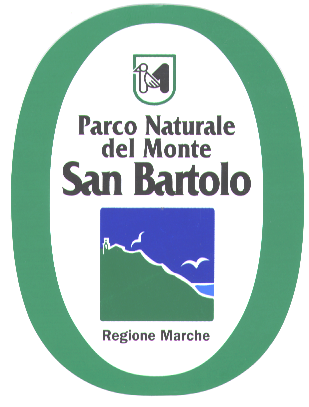 Parco Naturale
del Monte
San Bartolo
Regione Marche